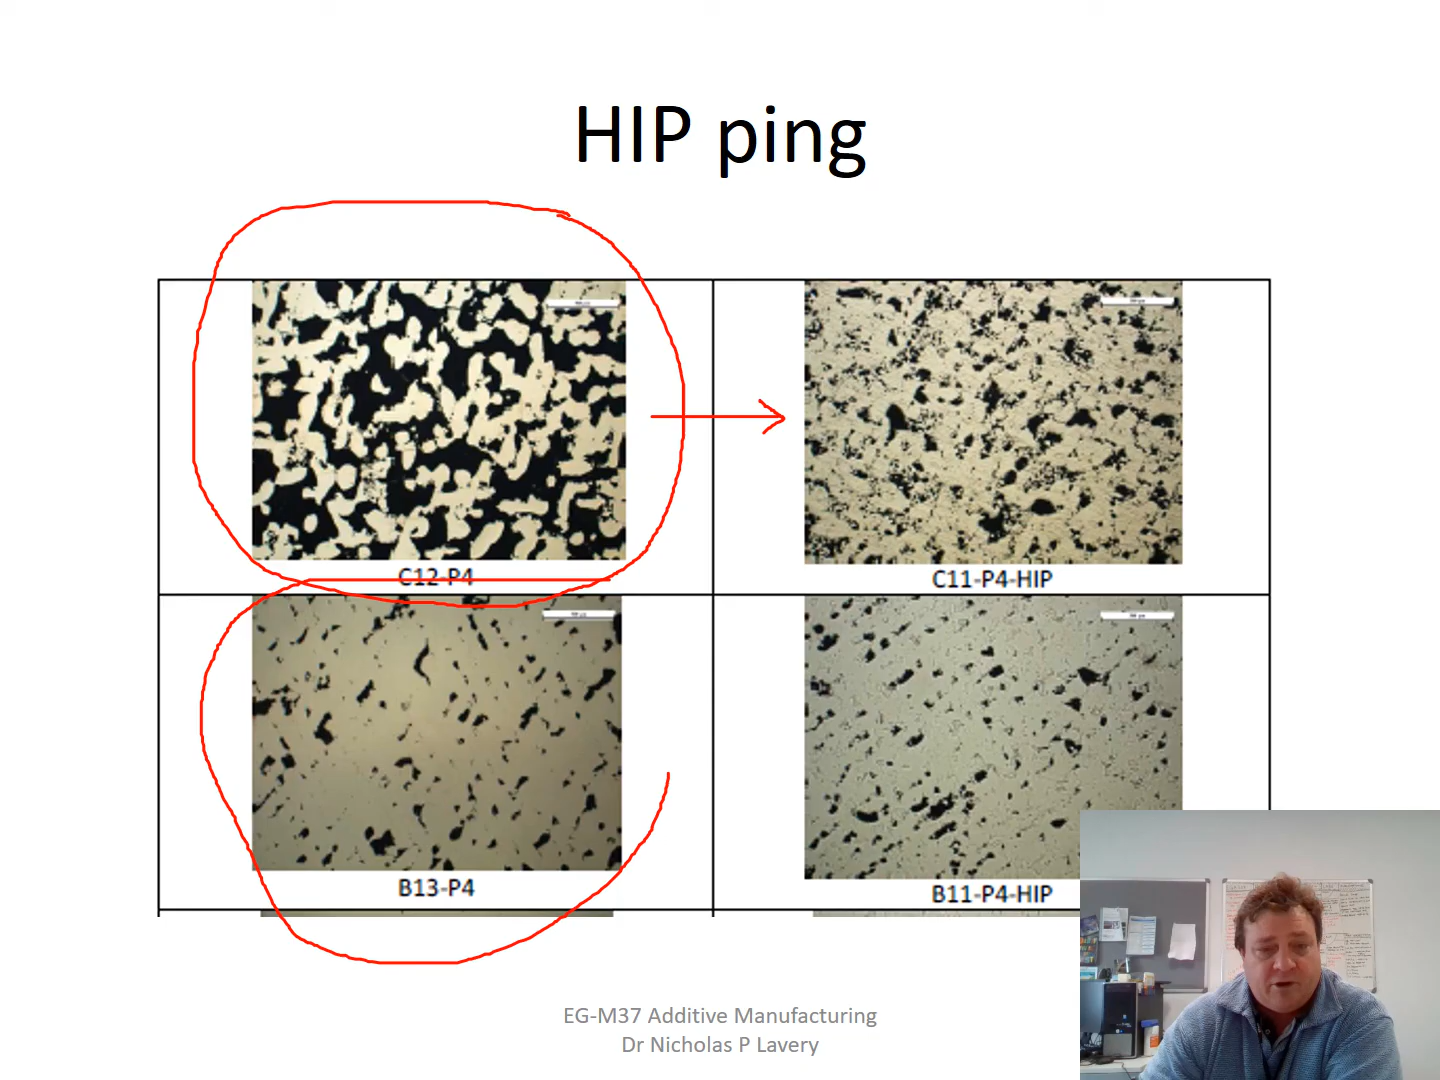 HIP ping
C12-P4
C11-P4-HIP
B13-P4
B11-P4-HIP
EG-M37 Additive Manufacturing
Dr Nicholas P Lavery